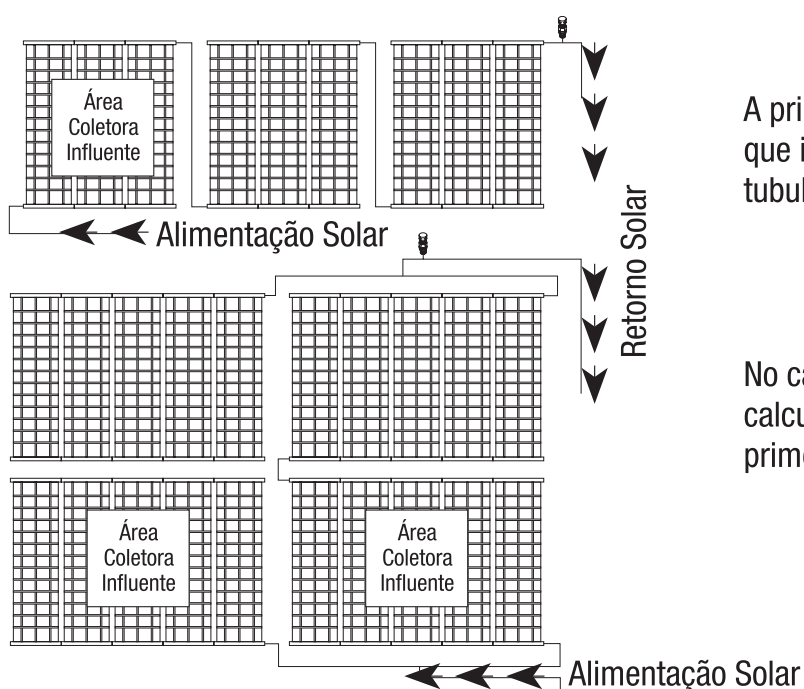 Área
Coletora
Influente
Alimentação Solar
Retorno Solar
Área
Coletora
Influente
Área
Coletora
Influente
Alimentação Solar
A pri
que i
tubul
No ca
calcu
prime